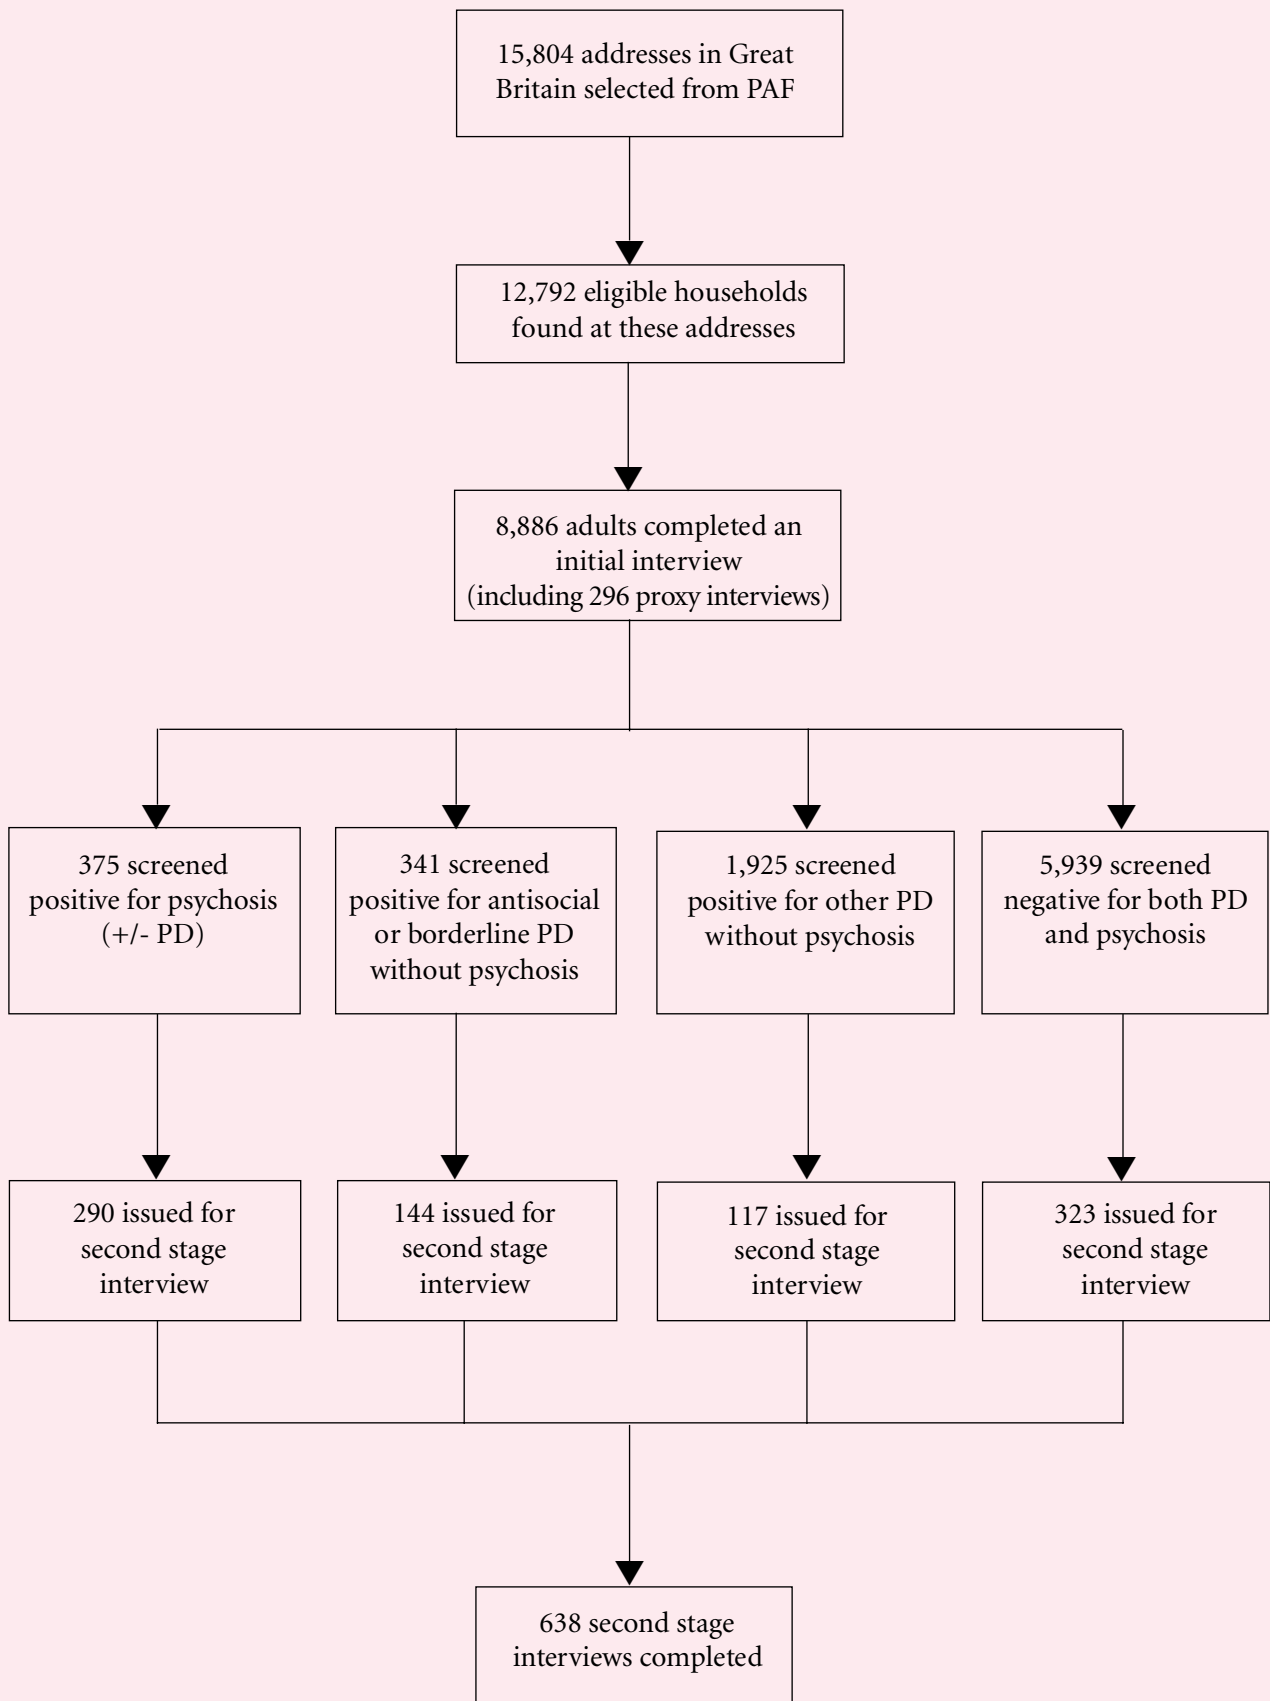 15,804 addresses in Great
Britain selected from PAF
12,792 eligible households
found at these addresses
8,886 adults completed an
initial interview
(including 296 proxy interviews)
375 screened
positive for psychosis
(+/- PD)
341 screened
positive for antisocial
or borderline PD
without psychosis
1,925 screened
positive for other PD
without psychosis
5,939 screened
negative for both PD
and psychosis
290 issued for
second stage
interview
144 issued for
second stage
interview
117 issued for
second stage
interview
323 issued for
second stage
interview
638 second stage
interviews completed